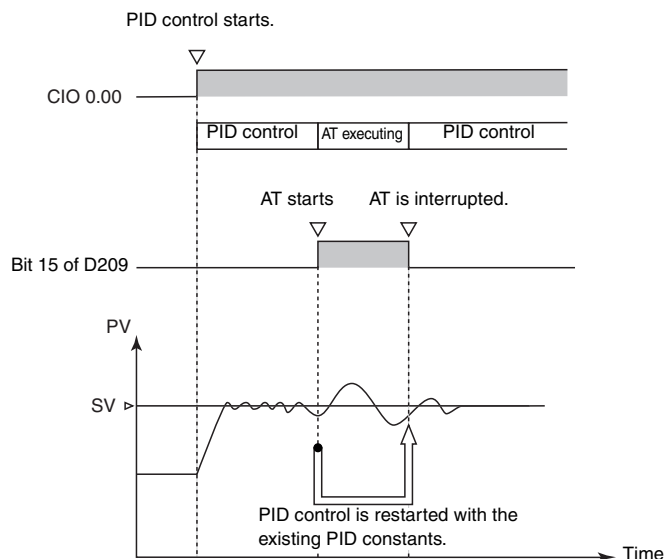 PID control starts.
CIO 0.00
PID control
AT executing
PID control
AT starts
AT is interrupted.
Bit 15 of D209
PV
SV
PID control is restarted with the
existing PID constants.
Time